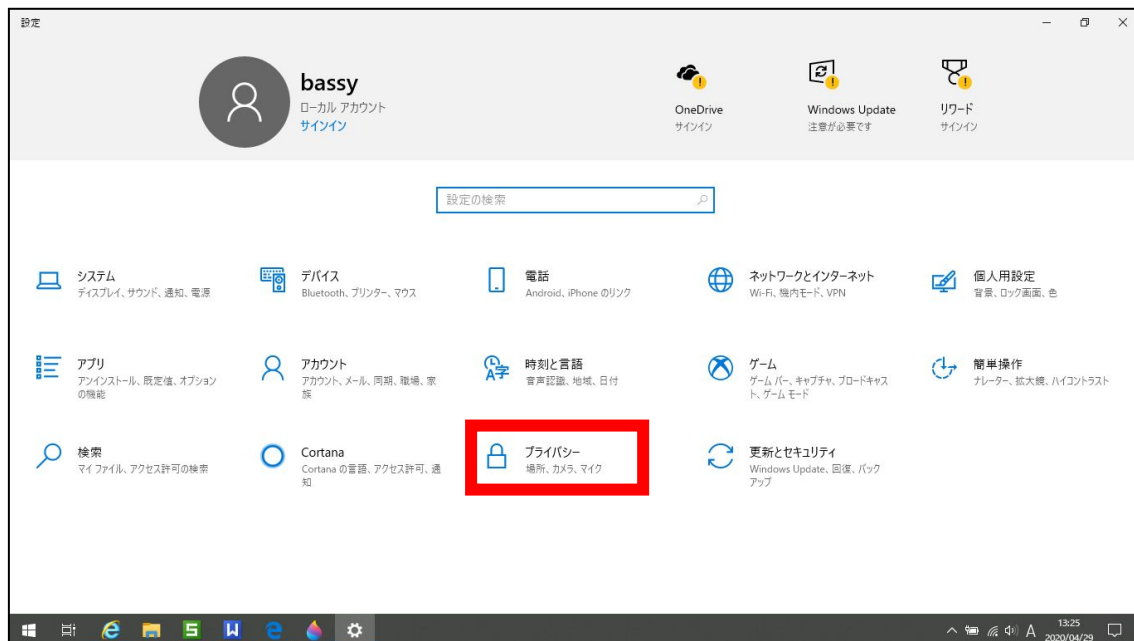 設定
bassy
ローカル アカウント
サインイン
OneDrive
サインイン
Windows Update
注意が必要です
リワード
サインイン
設定の検索
システム
ディスプレイ、サウンド、通知、電源
デバイス
Bluetooth、プリンター、マウス
電話
Android、iPhone のリンク
ネットワークとインターネット
Wi-Fi、機内モード、VPN
個人用設定
背景、ロック画面、色
アプリ
アンインストール、既定値、オプション
の機能
アカウント
アカウント、メール、同期、職場、家
族
時刻と言語
音声認識、地域、日付
ゲーム
ゲーム バー、キャプチャ、ブロードキャス
ト、ゲーム モード
簡単操作
ナレーター、拡大鏡、ハイコントラスト
検索
マイ ファイル、アクセス許可の検索
Cortana
Cortana の言語、アクセス許可、通
知
プライバシー
場所、カメラ、マイク
更新とセキュリティ
Windows Update、回復、バック
アップ
A
13:25
2020/04/29